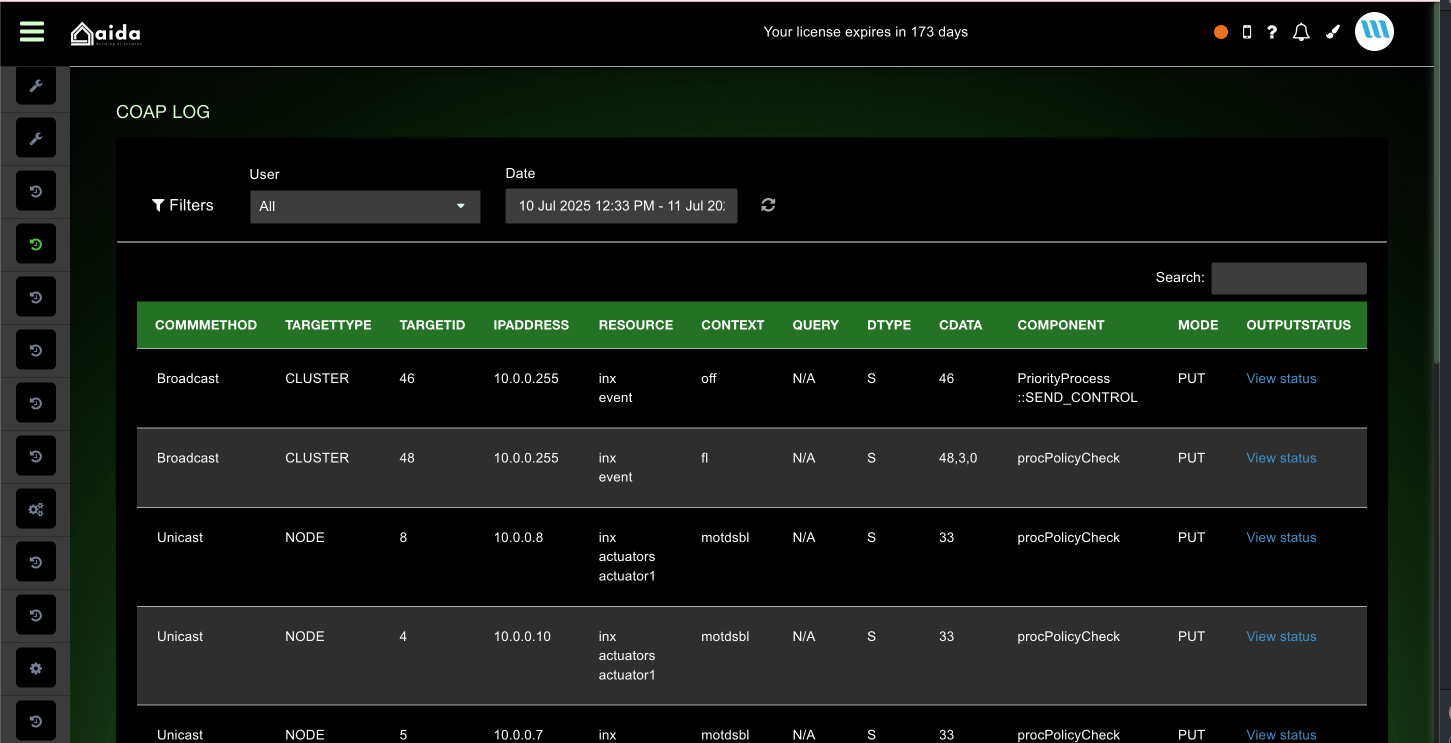 aida
Your license expires in 173 days
?
COAP LOG
User
Date
Filters
All
10 Jul 2025 12:33 PM - 11 Jul 20
Search:
COMMMETHOD TARGETTYPE TARGETID IPADDRESS RESOURCE CONTEXT QUERY DTYPE CDATA COMPONENT MODE OUTPUTSTATUS
Broadcast CLUSTER 46 10.0.0.255 inx off N/A S 46 PriorityProcess PUT View status
event ::SEND_CONTROL
Broadcast CLUSTER 48 10.0.0.255 inx fl N/A S 48,3,0 procPolicyCheck PUT View status
event
Unicast NODE 8 10.0.0.8 inx motdsbl N/A S 33 procPolicyCheck PUT View status
actuators
actuator1
Unicast NODE 4 10.0.0.10 inx motdsbl N/A S 33 procPolicyCheck PUT View status
actuators
actuator1
Unicast NODE 5 10.0.0.7 inx motdsbl N/A S 33 procPolicyCheck PUT View status